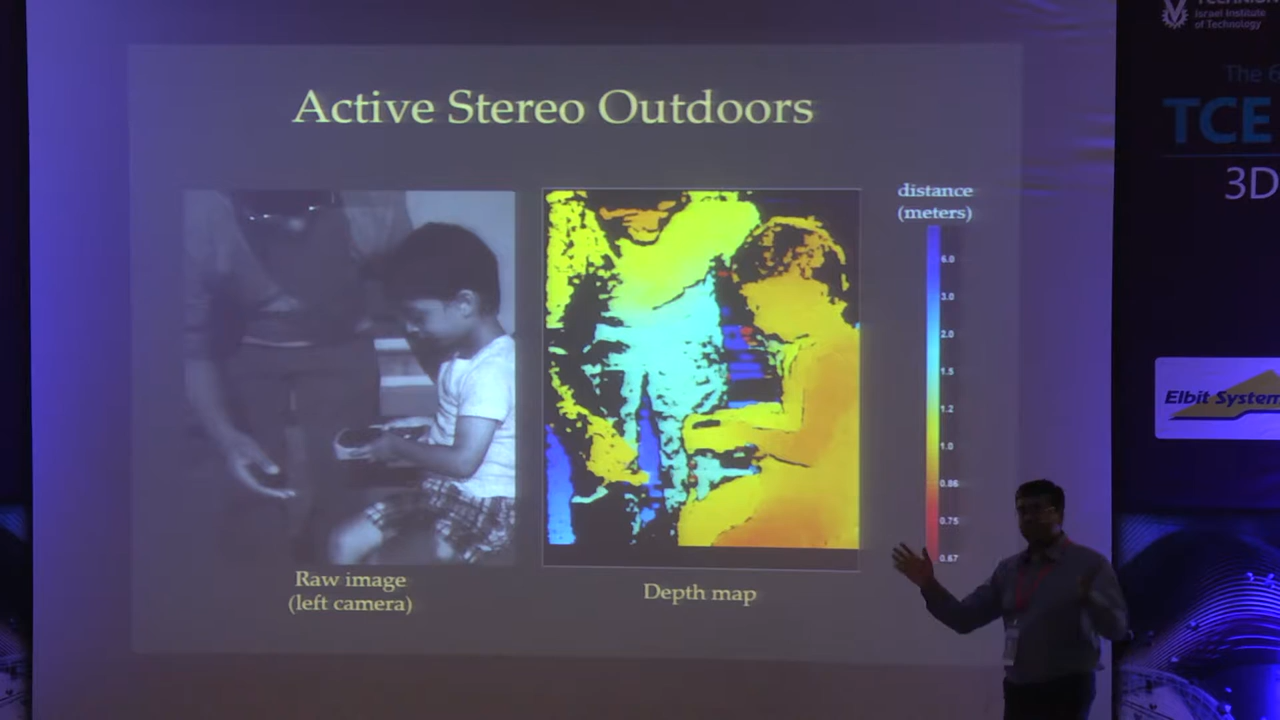 Active Stereo Outdoors
distance
(meters)
6.0
3.0
2.0
1.5
1.2
1.0
0.86
0.75
0.67
Raw image
(left camera)
Depth map
Israel Institute
of Technology
The 6
TCE
3D
Elbit System